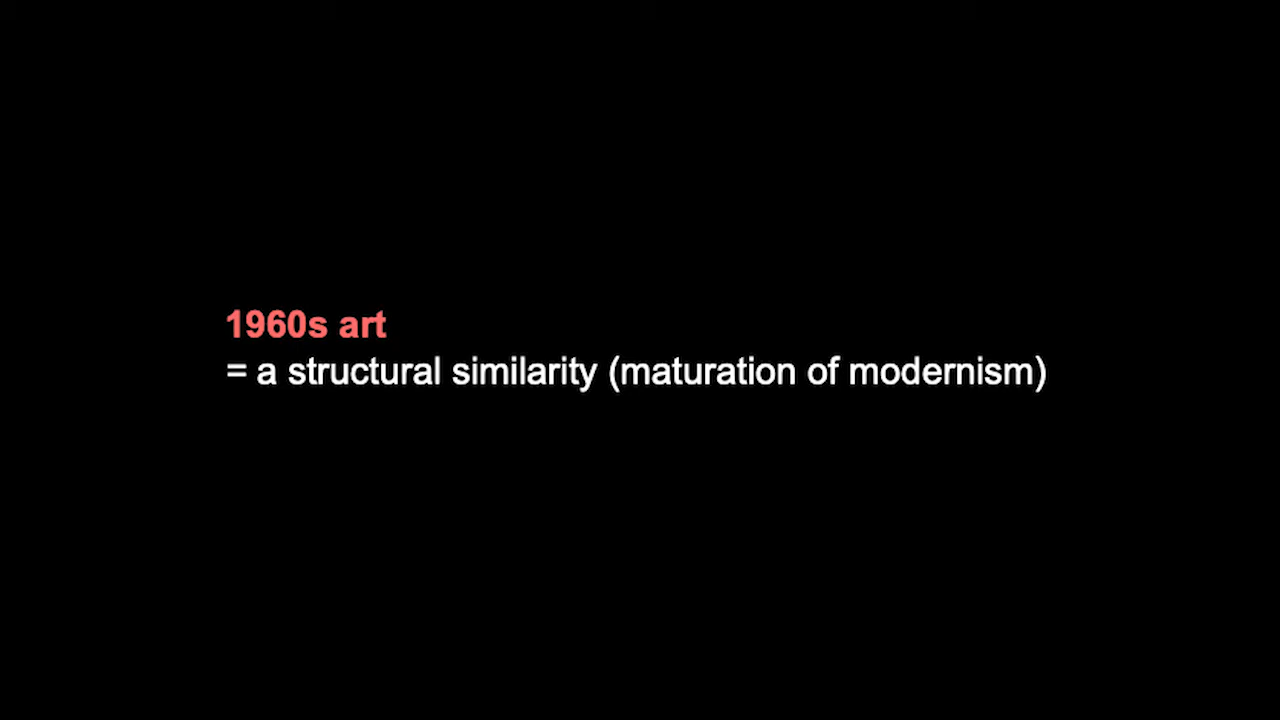 1960s art
= a structural similarity (maturation of modernism)